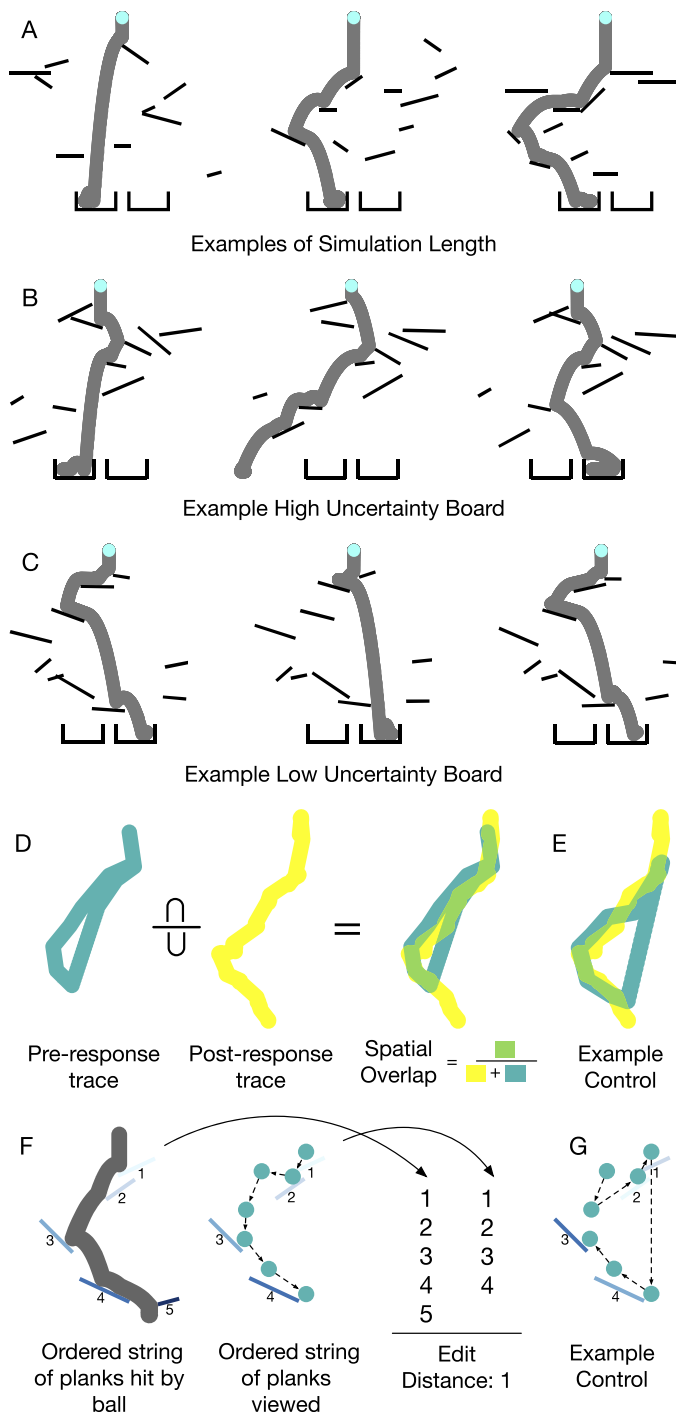 A
Examples of Simulation Length
B
Example High Uncertainty Board
C
Example Low Uncertainty Board
D
E
∩
∪
=
Pre-response
trace
Post-response
trace
Spatial
Overlap
=
+
Example
Control
F
1
2
3
4
5
1
2
3
4
1 1
2 2
3 3
4 4
5
G
1
2
3
4
Ordered string
of planks hit by
ball
Ordered string
of planks
viewed
Edit
Distance: 1
Example
Control